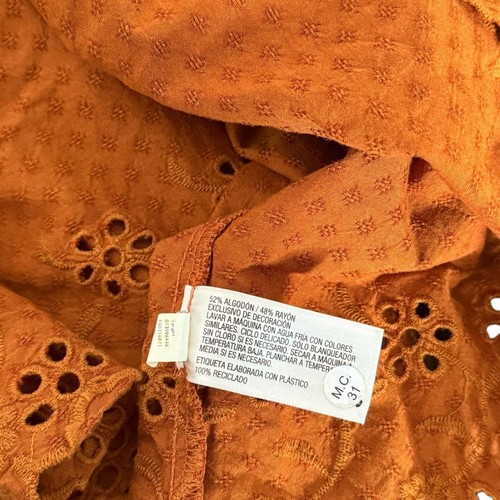 52% ALGODÓN / 48% RAYÓN
EXCLUSIVO DE DECORACIÓN
LAVAR A MÁQUINA CON AGUA FRÍA CON COLORES
SIMILARES. CICLO DELICADO. SÓLO BLANQUEADOR
SIN CLORO SI ES NECESARIO. SECAR A MÁQUINA A
TEMPERATURA BAJA. PLANCHAR A TEMPERATURA
MEDIA SI ES NECESARIO.
ETIQUETA ELABORADA CON PLÁSTICO
100% RECICLADO
M.C.
31
Target